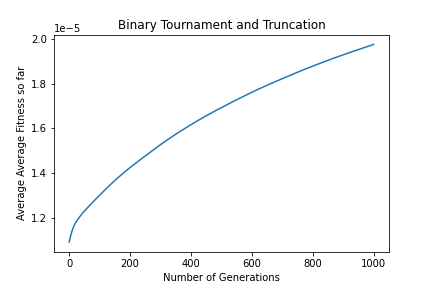 Binary Tournament and Truncation
1e−5
2.0
1.8
1.6
1.4
1.2
Average Average Fitness so far
0 200 400 600 800 1000
Number of Generations